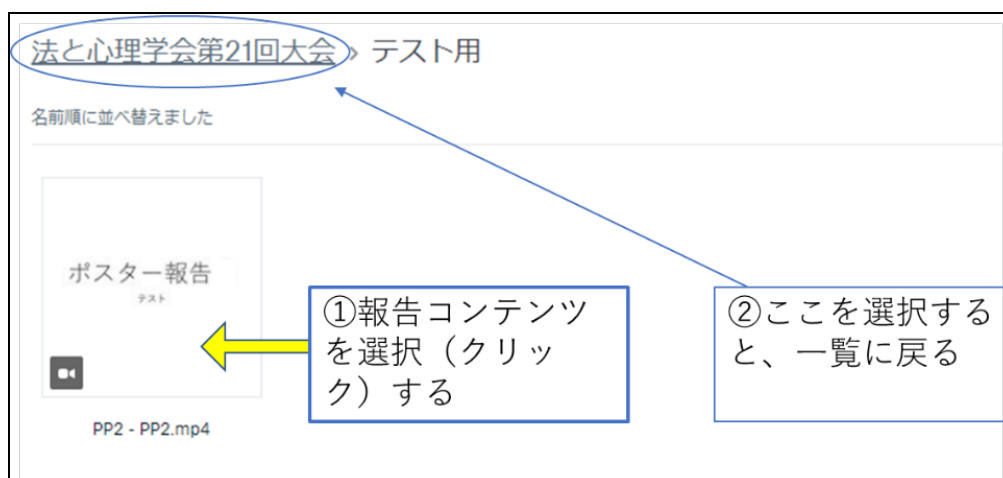 法と心理学会第21回大会 › テスト用
名前順に並べ替えました
ポスター報告
テスト
①報告コンテンツ
を選択（クリッ
ク）する
②ここを選択する
と、一覧に戻る
PP2 - PP2.mp4